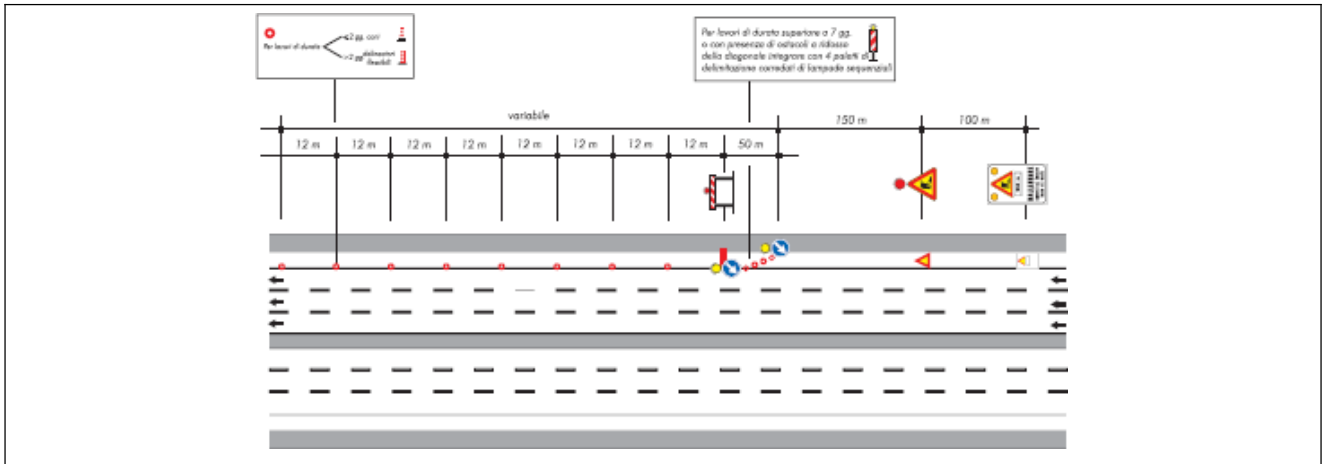 Per lavori di durata
≤2 gg. coni
>2 gg delineatori
flessibili
Per lavori di durata superiore a 7 gg.
o con presenza di ostacoli a ridosso
della diagonale integrare con 4 paletti di
delimitazione corredati di lampade sequenziali
variabile
150 m
100 m
12 m
12 m
12 m
12 m
12 m
12 m
12 m
12 m
50 m